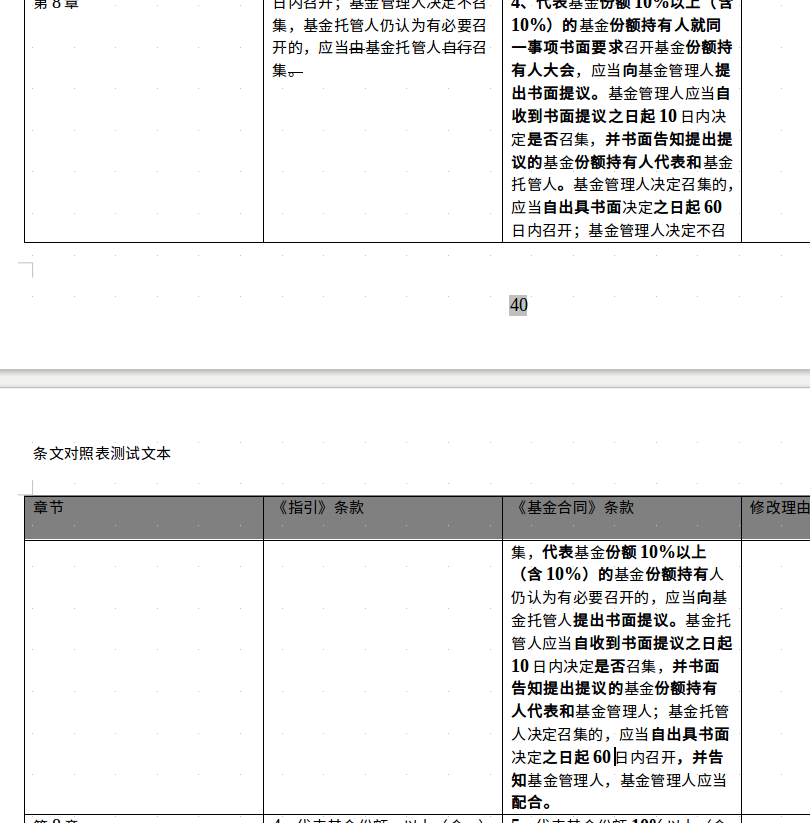 第 8 章
日内召开；基金管理人决定不召
集，基金托管人仍认为有必要召
开的，应当由基金托管人自行召
集。
4、代表基金份额 10%以上（含
10%）的基金份额持有人就同
一事项书面要求召开基金份额持
有人大会，应当向基金管理人提
出书面提议。基金管理人应当自
收到书面提议之日起 10 日内决
定是否召集，并书面告知提出提
议的基金份额持有人代表和基金
托管人。基金管理人决定召集的，
应当自出具书面决定之日起 60
日内召开；基金管理人决定不召
40
条文对照表测试文本
章节
《指引》条款
《基金合同》条款
修改理由
集，代表基金份额 10%以上
（含 10%）的基金份额持有人
仍认为有必要召开的，应当向基
金托管人提出书面提议。基金托
管人应当自收到书面提议之日起
10 日内决定是否召集，并书面
告知提出提议的基金份额持有
人代表和基金管理人；基金托管
人决定召集的，应当自出具书面
决定之日起 60 日内召开，并告
知基金管理人，基金管理人应当
配合。